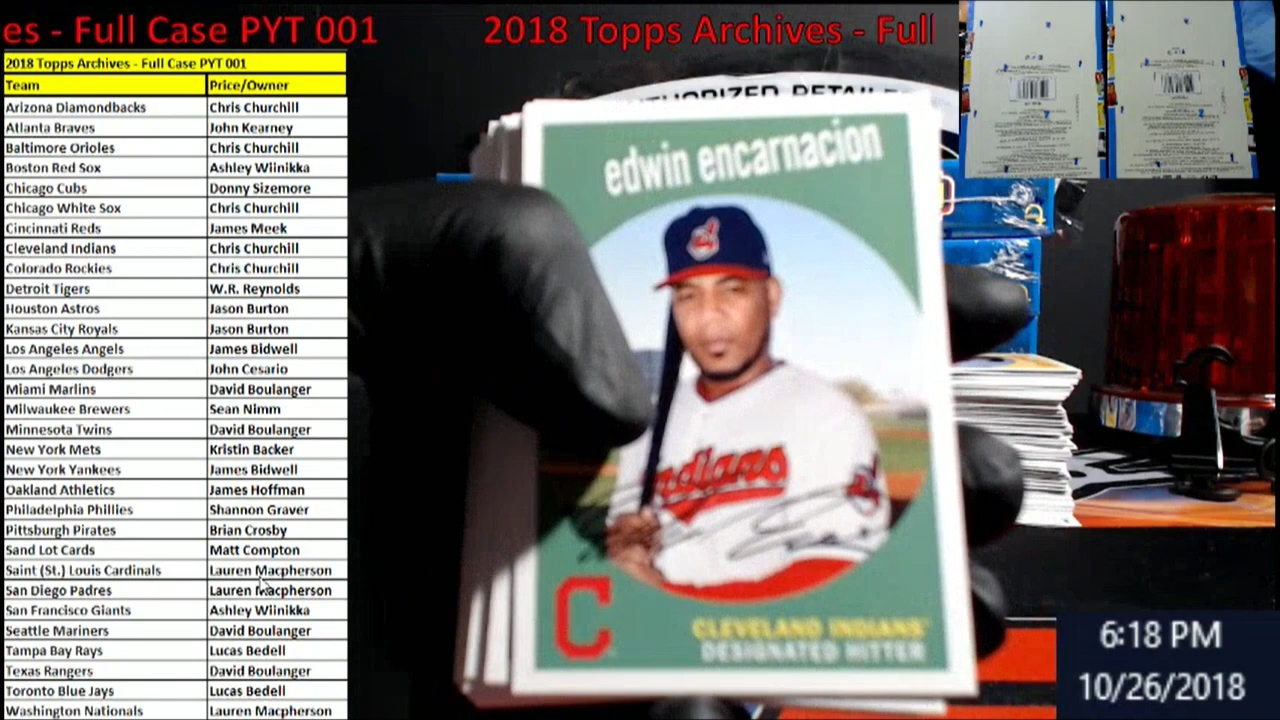 es - Full Case PYT 001
2018 Topps Archives - Full
2018 Topps Archives - Full Case PYT 001
Team Price/Owner
Arizona Diamondbacks Chris Churchill
Atlanta Braves John Kearney
Baltimore Orioles Chris Churchill
Boston Red Sox Ashley Wiinikka
Chicago Cubs Donny Sizemore
Chicago White Sox Chris Churchill
Cincinnati Reds James Meek
Cleveland Indians Chris Churchill
Colorado Rockies Chris Churchill
Detroit Tigers W.R. Reynolds
Houston Astros Jason Burton
Kansas City Royals Jason Burton
Los Angeles Angels James Bidwell
Los Angeles Dodgers John Cesario
Miami Marlins David Boulanger
Milwaukee Brewers Sean Nimm
Minnesota Twins David Boulanger
New York Mets Kristin Backer
New York Yankees James Bidwell
Oakland Athletics James Hoffman
Philadelphia Phillies Shannon Graver
Pittsburgh Pirates Brian Crosby
Sand Lot Cards Matt Compton
Saint (St.) Louis Cardinals Lauren Macpherson
San Diego Padres Lauren Macpherson
San Francisco Giants Ashley Wiinikka
Seattle Mariners David Boulanger
Tampa Bay Rays Lucas Bedell
Texas Rangers David Boulanger
Toronto Blue Jays Lucas Bedell
Washington Nationals Lauren Macpherson
AUTHORIZED RETAILE
edwin encarnacion
Indians
C
CLEVELAND INDIANS
DESIGNATED HITTER
6:18 PM
10/26/2018